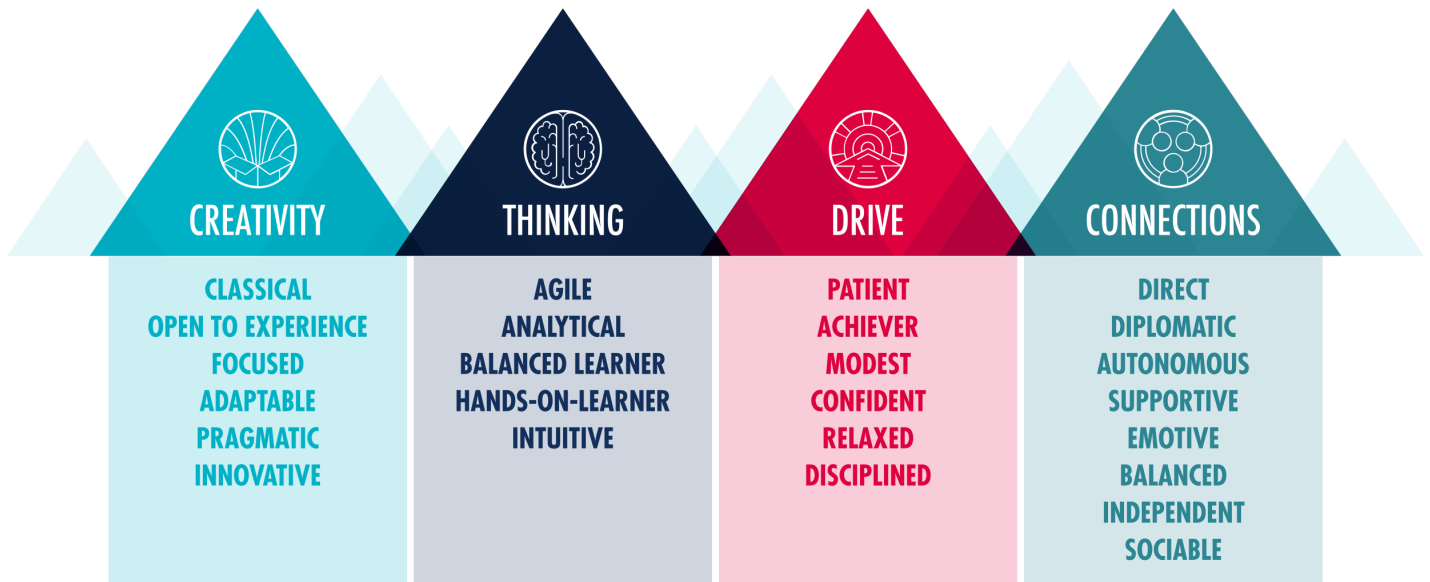 CREATIVITY
CLASSICAL
OPEN TO EXPERIENCE
FOCUSED
ADAPTABLE
PRAGMATIC
INNOVATIVE
THINKING
AGILE
ANALYTICAL
BALANCED LEARNER
HANDS-ON-LEARNER
INTUITIVE
DRIVE
PATIENT
ACHIEVER
MODEST
CONFIDENT
RELAXED
DISCIPLINED
CONNECTIONS
DIRECT
DIPLOMATIC
AUTONOMOUS
SUPPORTIVE
EMOTIVE
BALANCED
INDEPENDENT
SOCIABLE